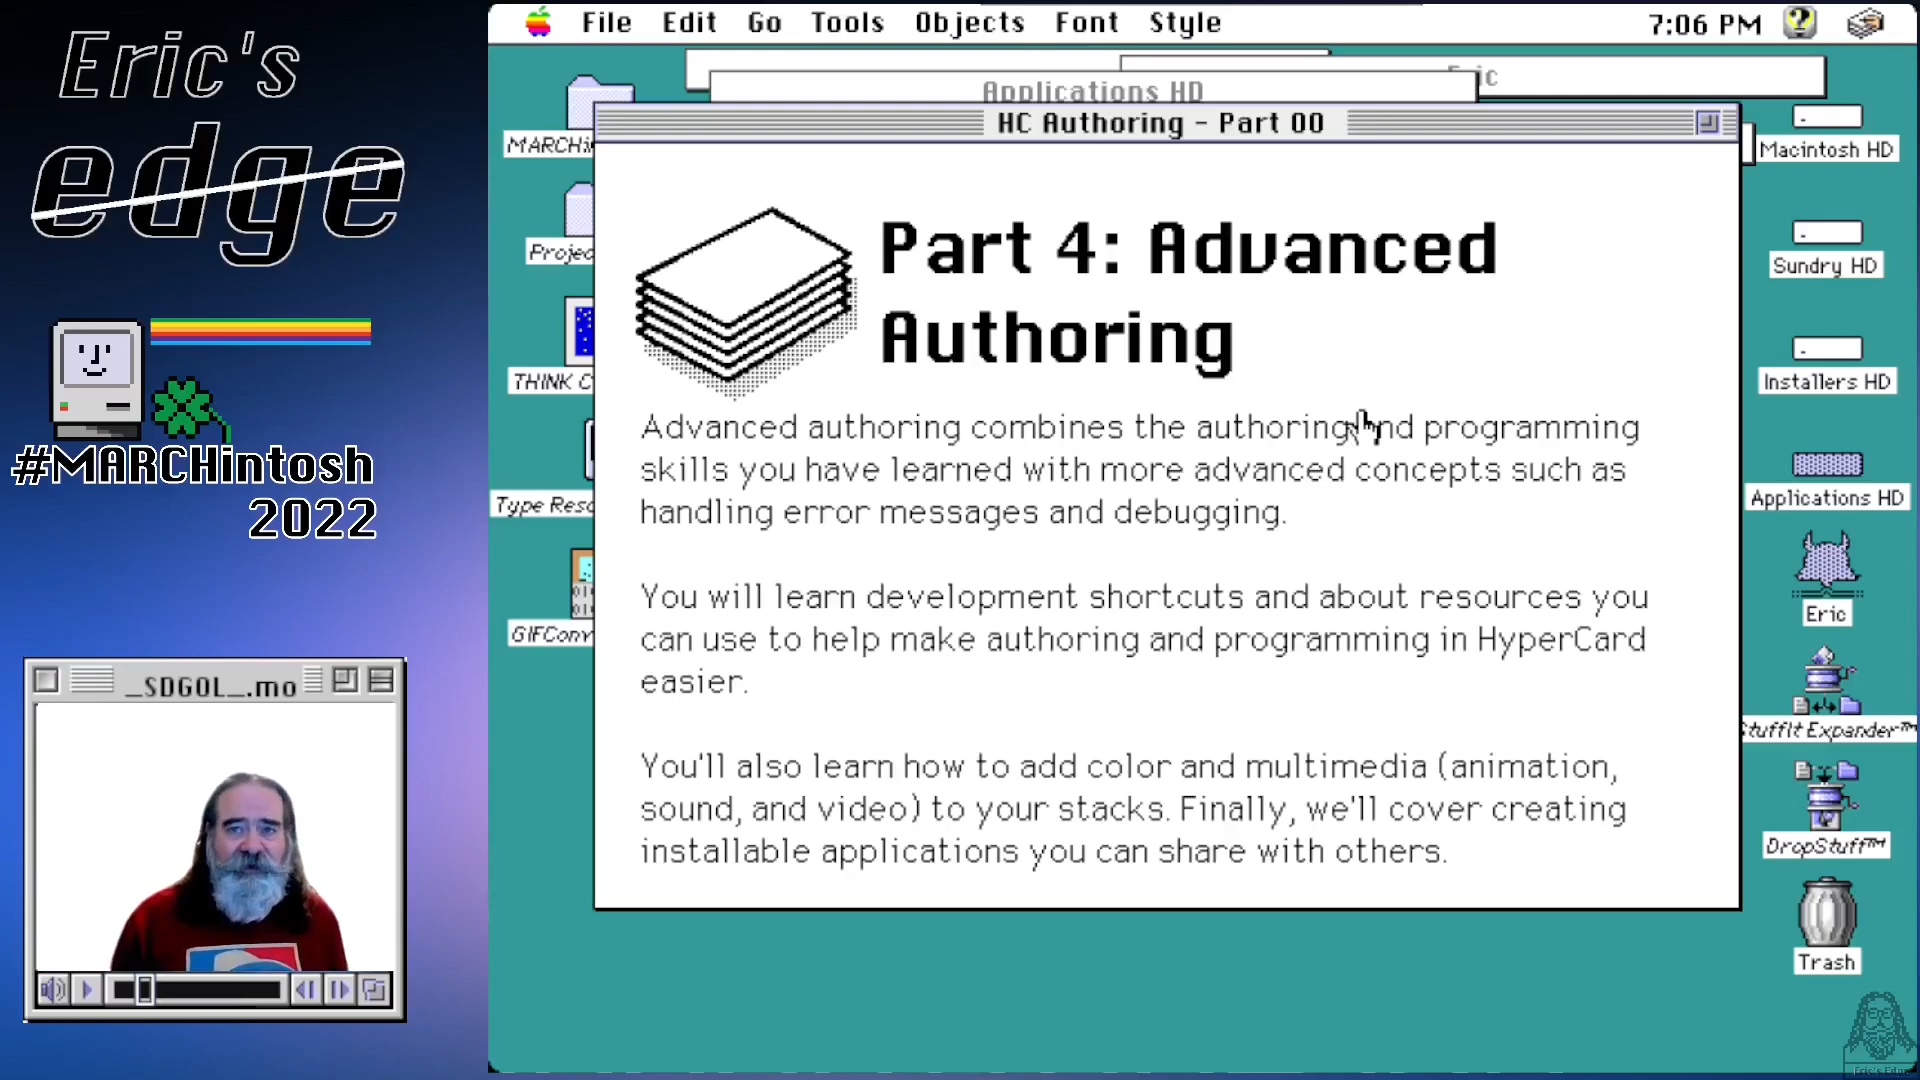 Eric's
edge
#MARCHintosh
2022
_SDGOL_.mo
File Edit Go Tools Objects Font Style
7:06 PM
Applications HD
HC Authoring - Part 00
Part 4: Advanced
Authoring
Advanced authoring combines the authoring and programming
skills you have learned with more advanced concepts such as
handling error messages and debugging.
You will learn development shortcuts and about resources you
can use to help make authoring and programming in HyperCard
easier.
You'll also learn how to add color and multimedia (animation,
sound, and video) to your stacks. Finally, we'll cover creating
installable applications you can share with others.
MARCHi
Projec
THINK C
Type Reso
GIFConv
Macintosh HD
Sundry HD
Installers HD
Applications HD
Eric
StuffIt Expander™
DropStuff™
Trash
Eric's Edge